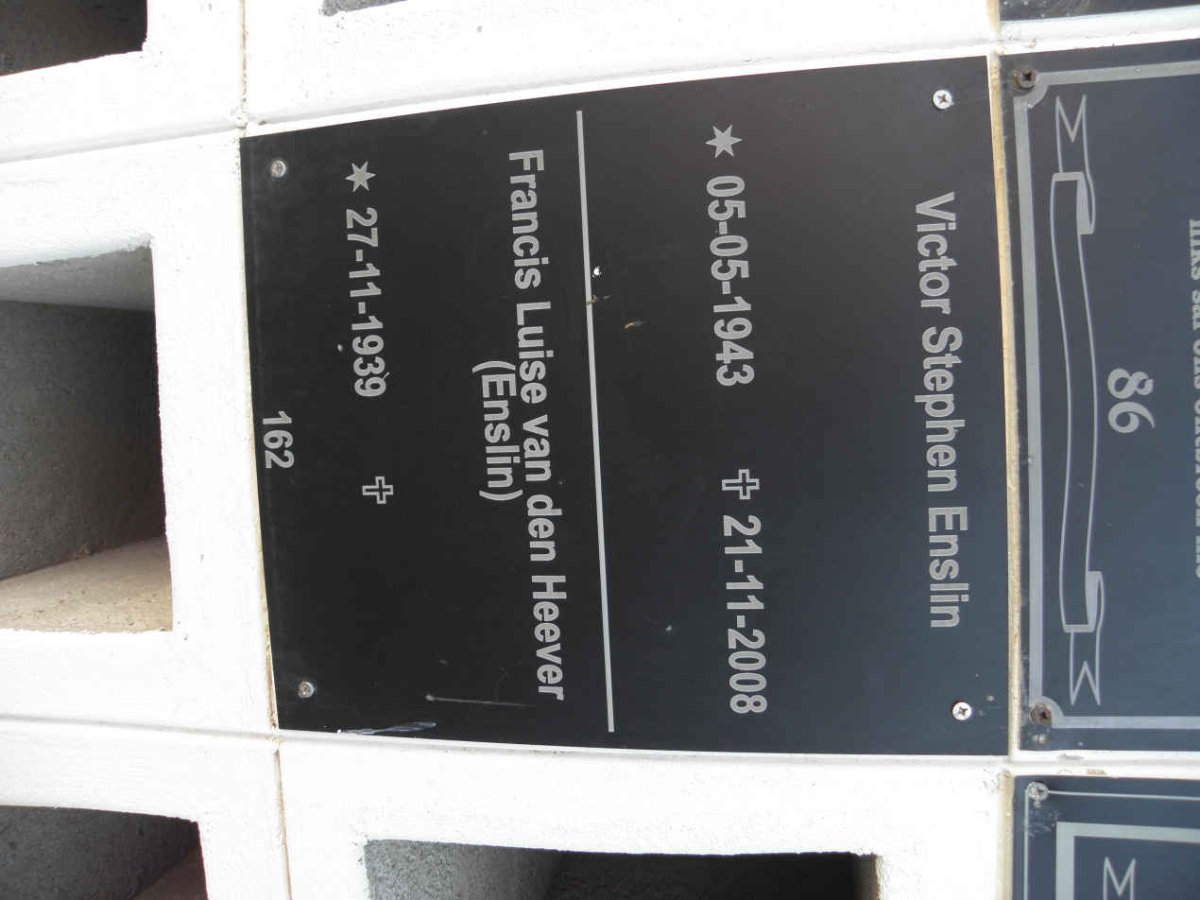 86
Victor Stephen Enslin
05-05-1943 ✝ 21-11-2008
Francis Luise van den Heever
(Enslin)
27-11-1939 ✝
162